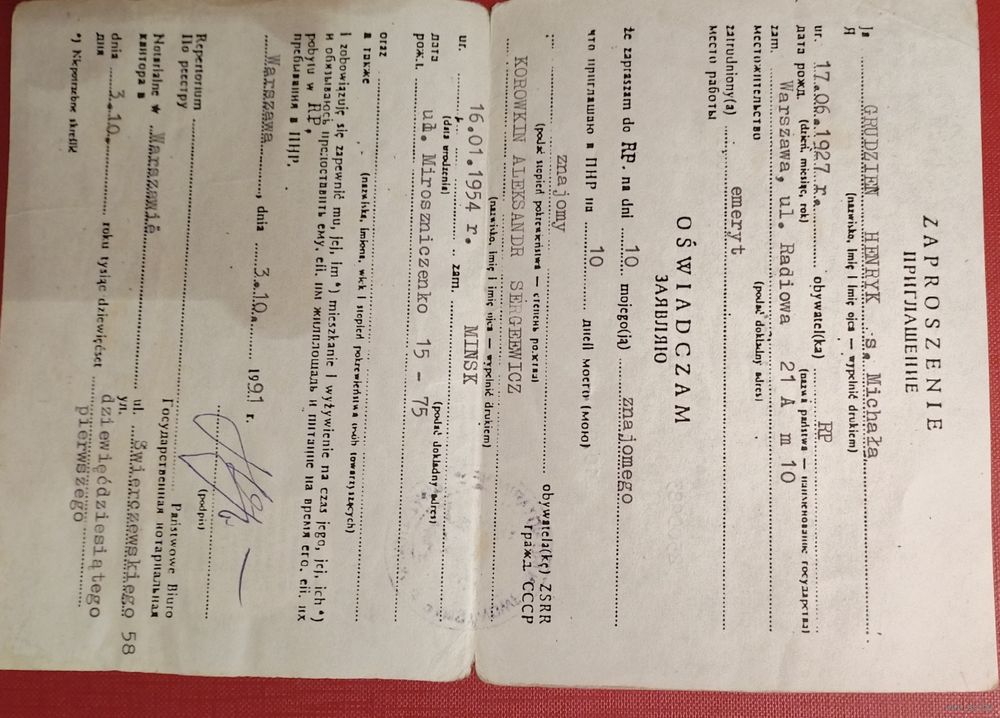 ZAPROSZENIE
ПРИГЛАШЕНИЕ
Ja GRUDZIEŃ HENRYK s. Michała
Я (nazwisko, imię i imię ojca — wypełnić drukiem)
ur. 17.06.1927 r. obywatel(ka) RP
дата рожд. (dzień, miesiąc, rok) (nazwa państwa — наименование государства)
zam. Warszawa, ul. Radiowa 21 A m 10
местожительство (podać dokładny adres)
zatrudniony(a) emeryt
место работы
OŚWIADCZAM
ЗАЯВЛЯЮ
że zapraszam do RP. na dni 10 mojego(ją) znajomego
что приглашаю в ПНР на 10 дней моего (мою)
znajomy obywatela(kę) ZSRR
(podać stopień pokrewieństwa — степень родства) гражд. СССР
KOROWKIN ALEKSANDR SERGREWICZ
(nazwisko, imię i imię ojca — wypełnić drukiem)
ur. 16.01.1954 r. zam. MINSK
дата рожд. (data urodzenia) (podać dokładny adres)
ul. Miroszniczenko 15 - 75
oraz
а также (nazwiska, imiona, wiek i stopień pokrewieństwa osób towarzyszących)
i zobowiązuję się zapewnić mu, jej, im *) mieszkanie i wyżywienie na czas jego, jej, ich *)
и обязываюсь предоставить ему, ей, им жилплощадь и питание на время его, ей, их
pobytu w RP,
пребывания в ПНР.
Warszawa, dnia 3.10. 1991 r.
(podpis)
Repertorium Państwowe Biuro
По реестру Государственная нотариальная
Notarialne w Warszawie ul. Świerczewskiego 58
контора в ул.
dnia 3.10. roku tysiąc dziewięćset dziewięćdziesiątego
дня pierwszego
*) Niepotrzebne skreślić